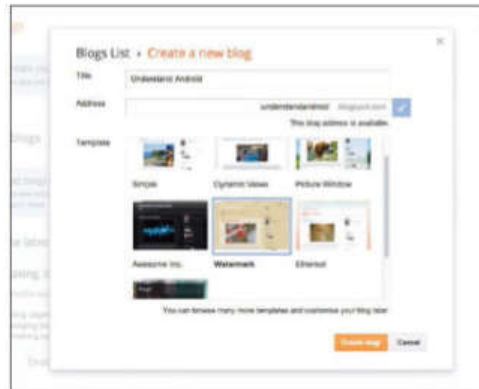 Blogs List › Create a new blog
Title
Understand Android
Address
understandandroid .blogspot.com
This blog address is available.
Template
Simple
Dynamic Views
Picture Window
Awesome Inc.
Watermark
Ethereal
You can browse many more templates and customise your blog later
Create blog!
Cancel